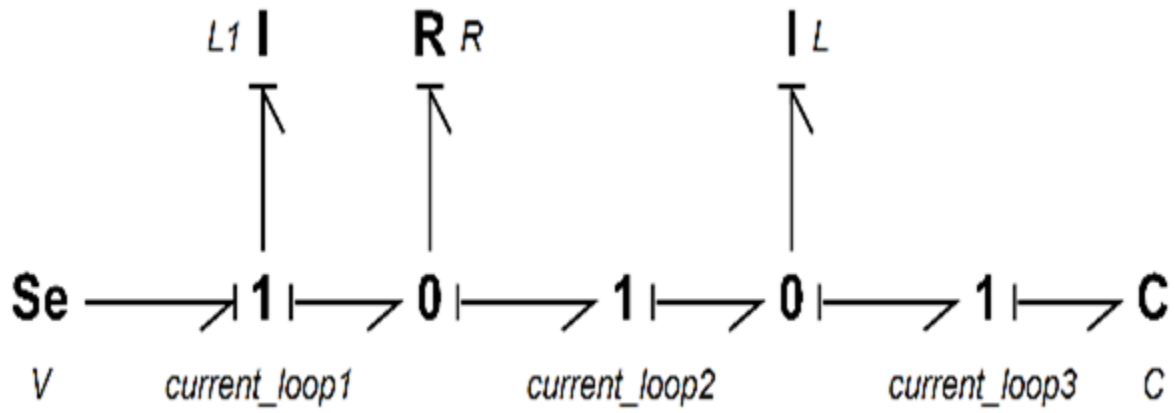 L1 I R R I L
Se 1 0 1 0 1 C
V current_loop1 current_loop2 current_loop3 C